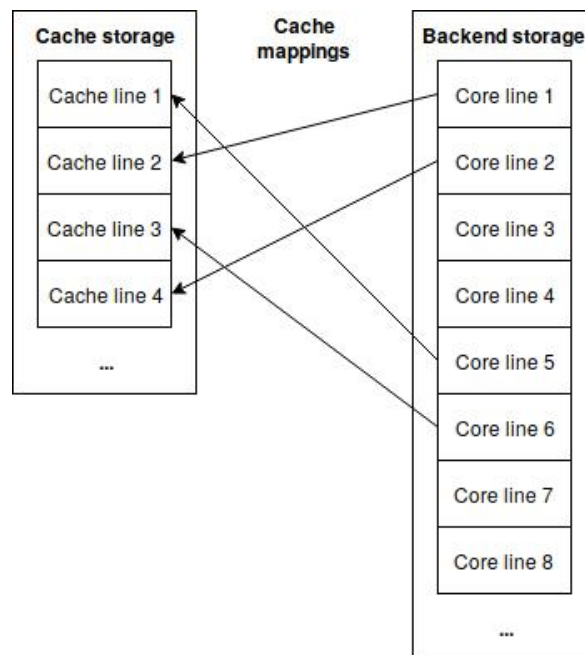 Cache storage
Cache line 1
Cache line 2
Cache line 3
Cache line 4
...
Cache
mappings
Backend storage
Core line 1
Core line 2
Core line 3
Core line 4
Core line 5
Core line 6
Core line 7
Core line 8
...